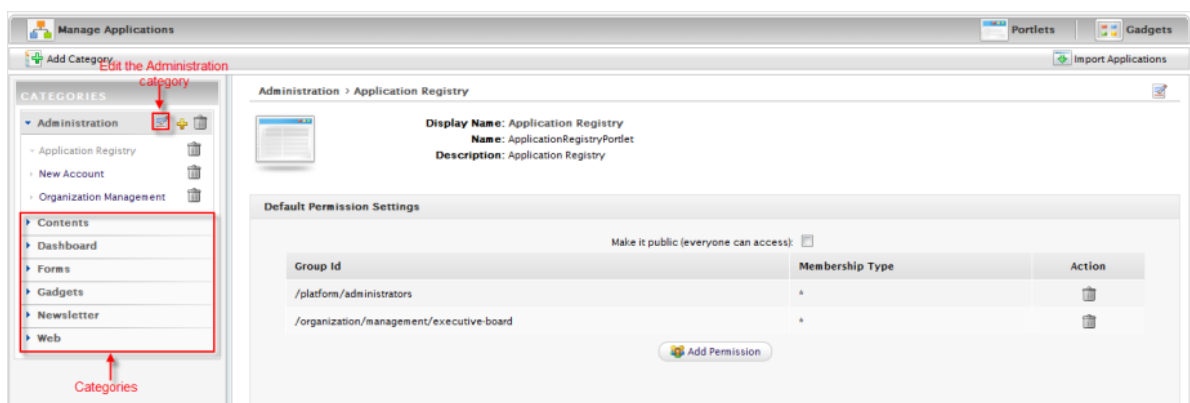 Manage Applications
Portlets
Gadgets
Add Category
Import Applications
Edit the Administration
category
CATEGORIES
Administration
Application Registry
New Account
Organization Management
Contents
Dashboard
Forms
Gadgets
Newsletter
Web
Categories
Administration > Application Registry
Display Name: Application Registry
Name: ApplicationRegistryPortlet
Description: Application Registry
Default Permission Settings
Make it public (everyone can access):
Group Id Membership Type Action
/platform/administrators *
/organization/management/executive-board *
Add Permission